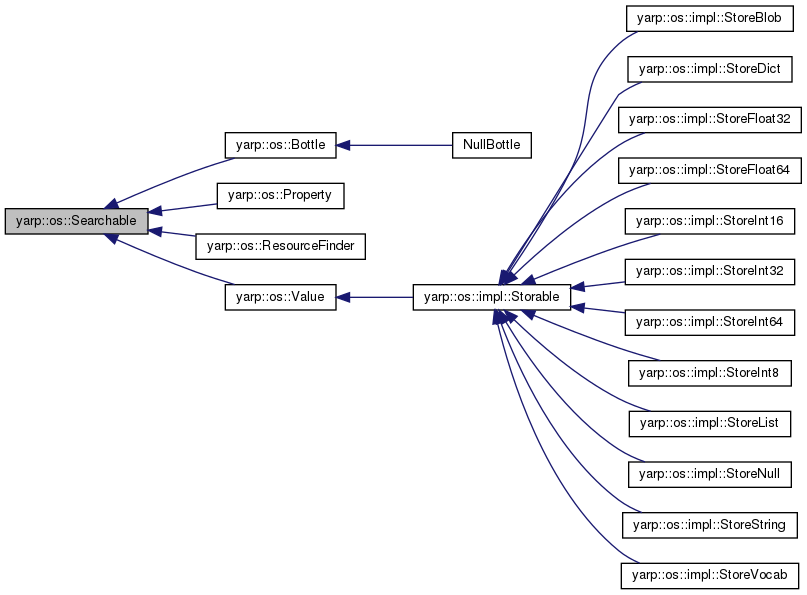 yarp::os::impl::StoreBlob
yarp::os::impl::StoreDict
yarp::os::impl::StoreFloat32
yarp::os::Bottle
NullBottle
yarp::os::impl::StoreFloat64
yarp::os::Property
yarp::os::Searchable
yarp::os::impl::StoreInt16
yarp::os::ResourceFinder
yarp::os::impl::StoreInt32
yarp::os::Value
yarp::os::impl::Storable
yarp::os::impl::StoreInt64
yarp::os::impl::StoreInt8
yarp::os::impl::StoreList
yarp::os::impl::StoreNull
yarp::os::impl::StoreString
yarp::os::impl::StoreVocab